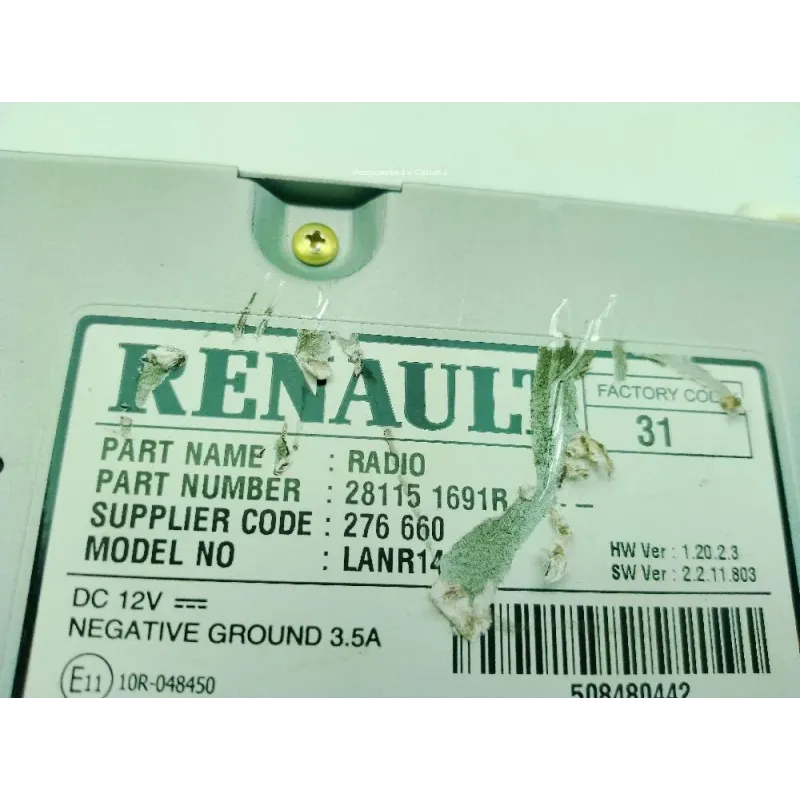 RENAULT
FACTORY
31
PART NAME : RADIO
PART NUMBER : 28115 1691R
SUPPLIER CODE : 276 660
MODEL NO : LANR14
HW Ver : 1.20.2.3
SW Ver : 2.2.11.803
DC 12V
NEGATIVE GROUND 3.5A
E11 10R-048450
508480442